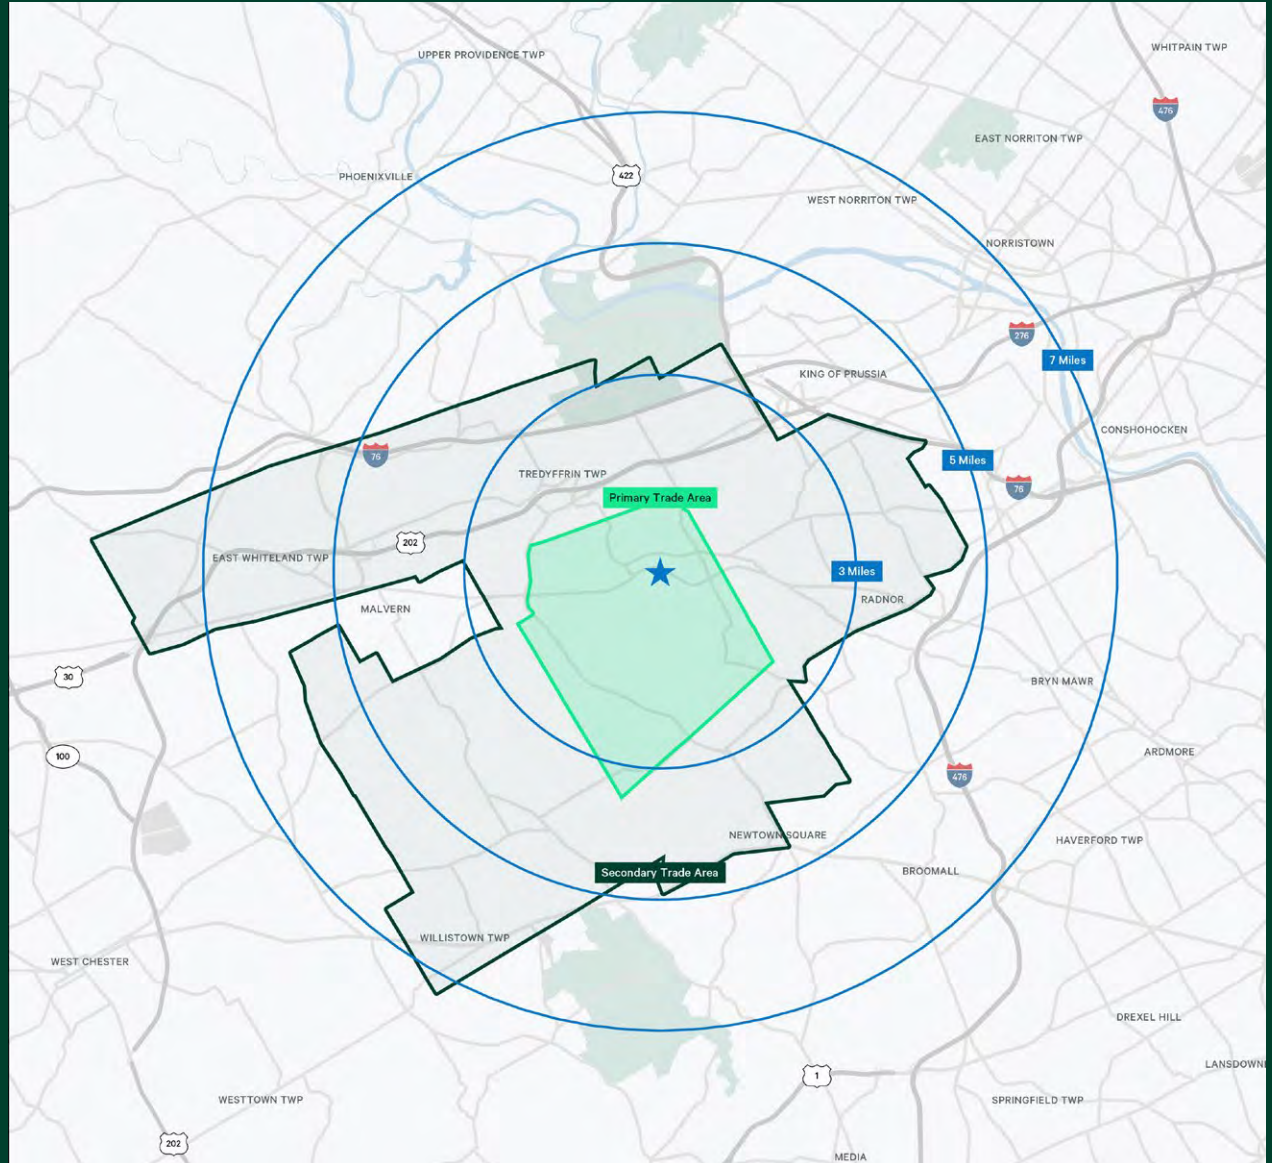 UPPER PROVIDENCE TWP
WHITPAIN TWP
476
EAST NORRITON TWP
PHOENIXVILLE
422
WEST NORRITON TWP
NORRISTOWN
276
7 Miles
KING OF PRUSSIA
CONSHOHOCKEN
76
5 Miles
TREDYFFRIN TWP
76
Primary Trade Area
202
EAST WHITELAND TWP
3 Miles
RADNOR
MALVERN
30
BRYN MAWR
100
ARDMORE
476
NEWTOWN SQUARE
HAVERFORD TWP
Secondary Trade Area
BROOMALL
WILLISTOWN TWP
WEST CHESTER
DREXEL HILL
LANSDOWN
1
WESTTOWN TWP
SPRINGFIELD TWP
202
MEDIA